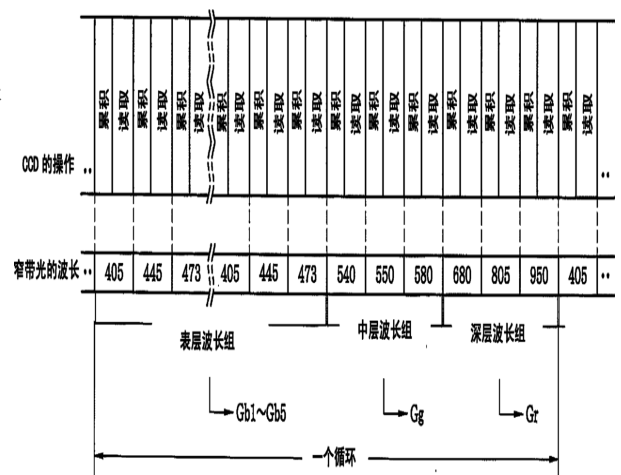 累积 读取 累积 读取 累积 读取 累积 读取 累积 读取 累积 读取 累积 读取 累积 读取 累积 读取 累积 读取 累积 读取 累积 读取 累积 读取
CCD 的操作 ·· ··
窄带光的波长 ·· 405 445 473 405 445 473 540 550 580 680 805 950 405 ··
表层波长组 中层波长组 深层波长组
Gb1~Gb5 Gg Gr
一个循环